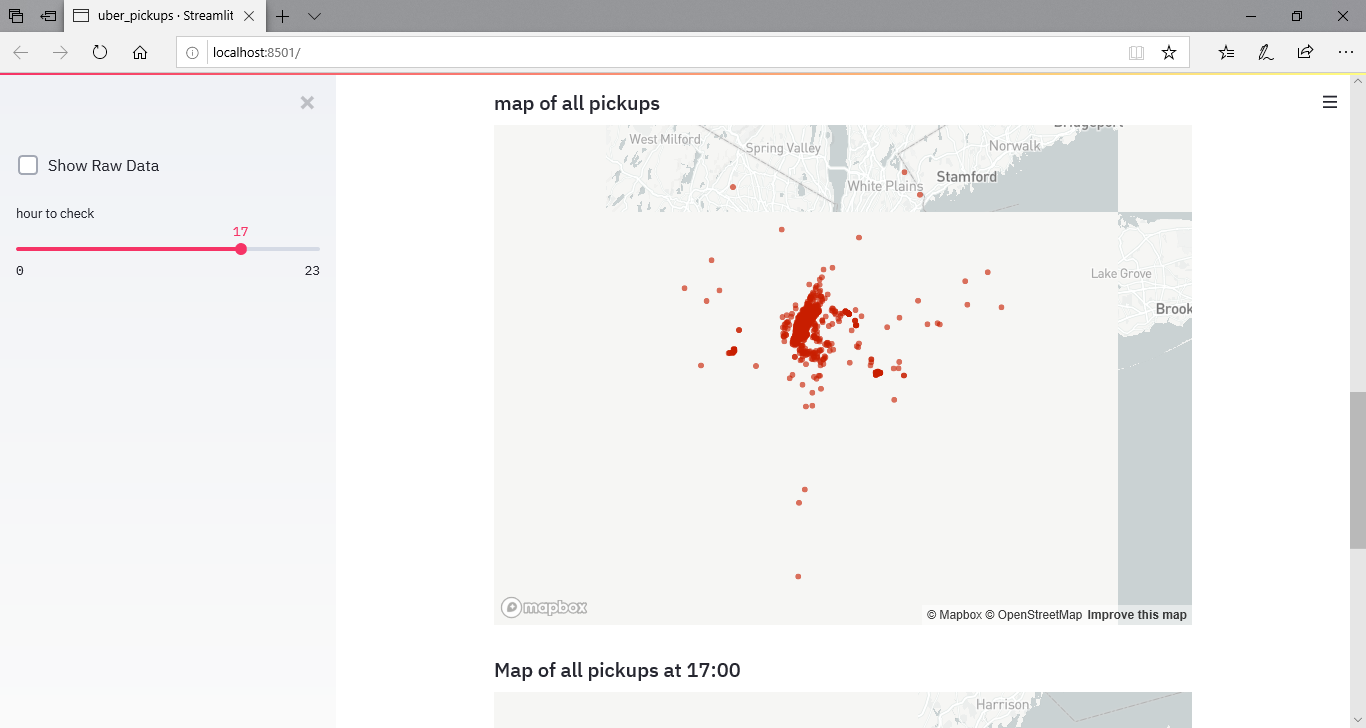 uber_pickups · Streamlit
localhost:8501/
Show Raw Data
hour to check
17
0
23
map of all pickups
West Milford
Spring Valley
Bridgeport
Norwalk
Stamford
White Plains
Lake Grove
Brook
mapbox
© Mapbox © OpenStreetMap Improve this map
Map of all pickups at 17:00
Harrison